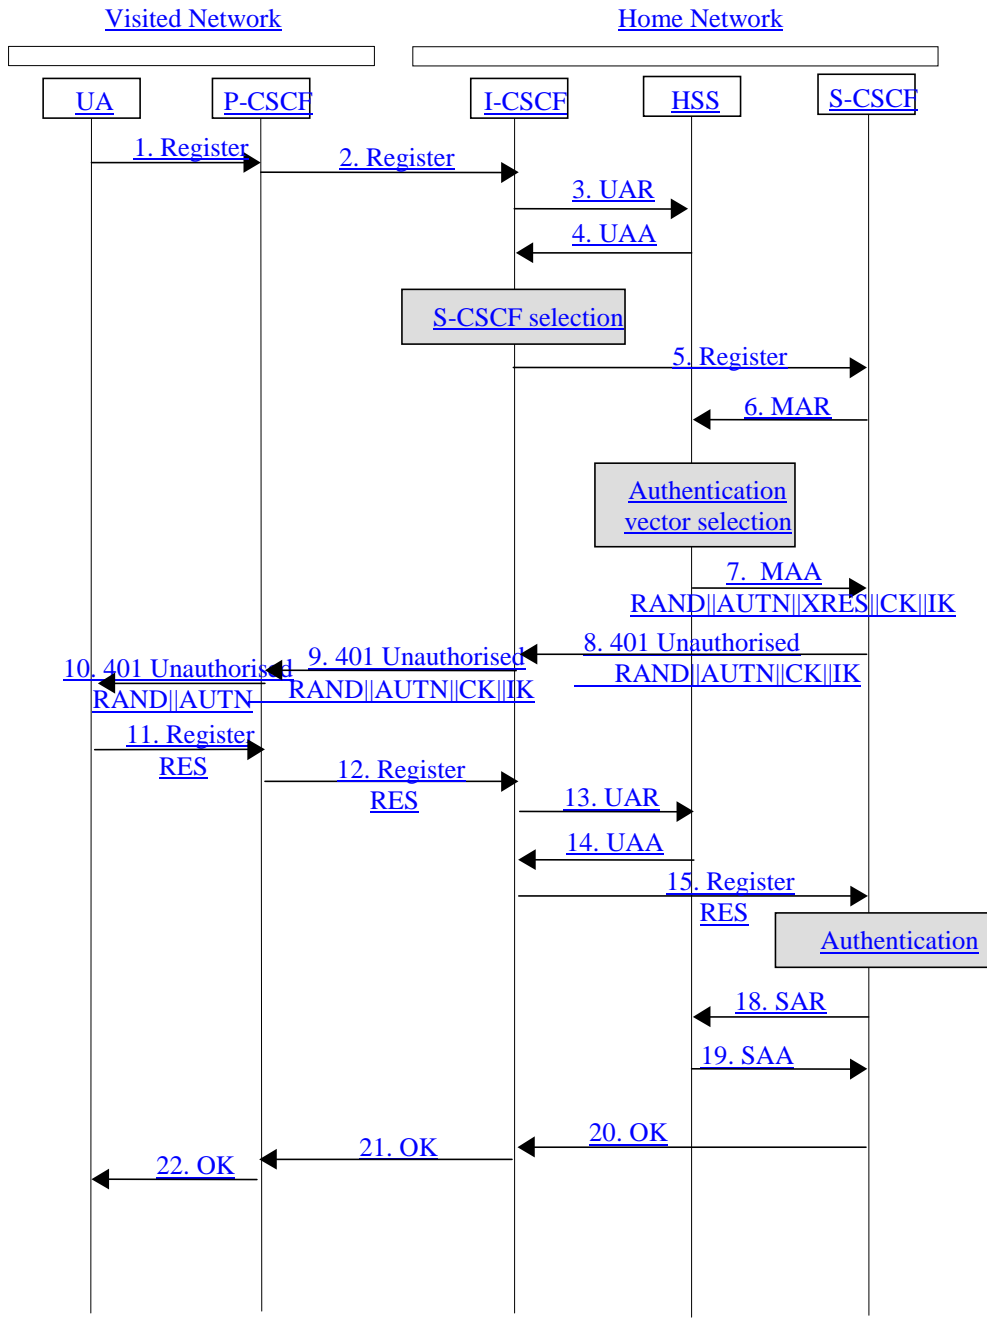 Visited Network
Home Network
UA
P-CSCF
I-CSCF
HSS
S-CSCF
1. Register
2. Register
3. UAR
4. UAA
S-CSCF selection
5. Register
6. MAR
Authentication
vector selection
7. MAA
RAND||AUTN||XRES||CK||IK
8. 401 Unauthorised
RAND||AUTN||CK||IK
9. 401 Unauthorised
RAND||AUTN||CK||IK
10. 401 Unauthorised
RAND||AUTN
11. Register
RES
12. Register
RES
13. UAR
14. UAA
15. Register
RES
Authentication
18. SAR
19. SAA
20. OK
21. OK
22. OK